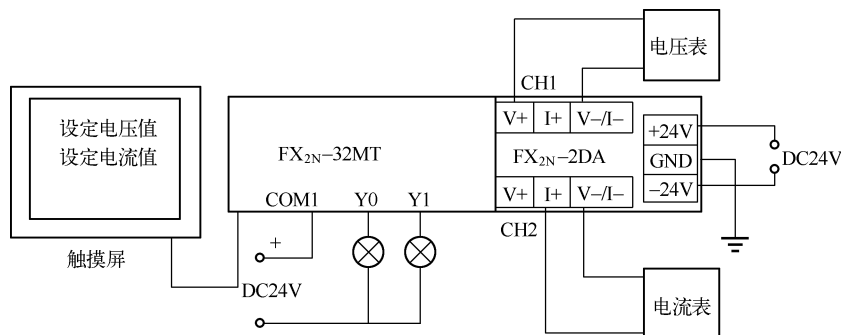 电压表
CH1
设定电压值
设定电流值
V+ I+ V–/I–
+24V
FX2N–32MT
FX2N–2DA
GND
DC24V
–24V
COM1 Y0 Y1
V+ I+ V–/I–
CH2
+
触摸屏
DC24V
电流表